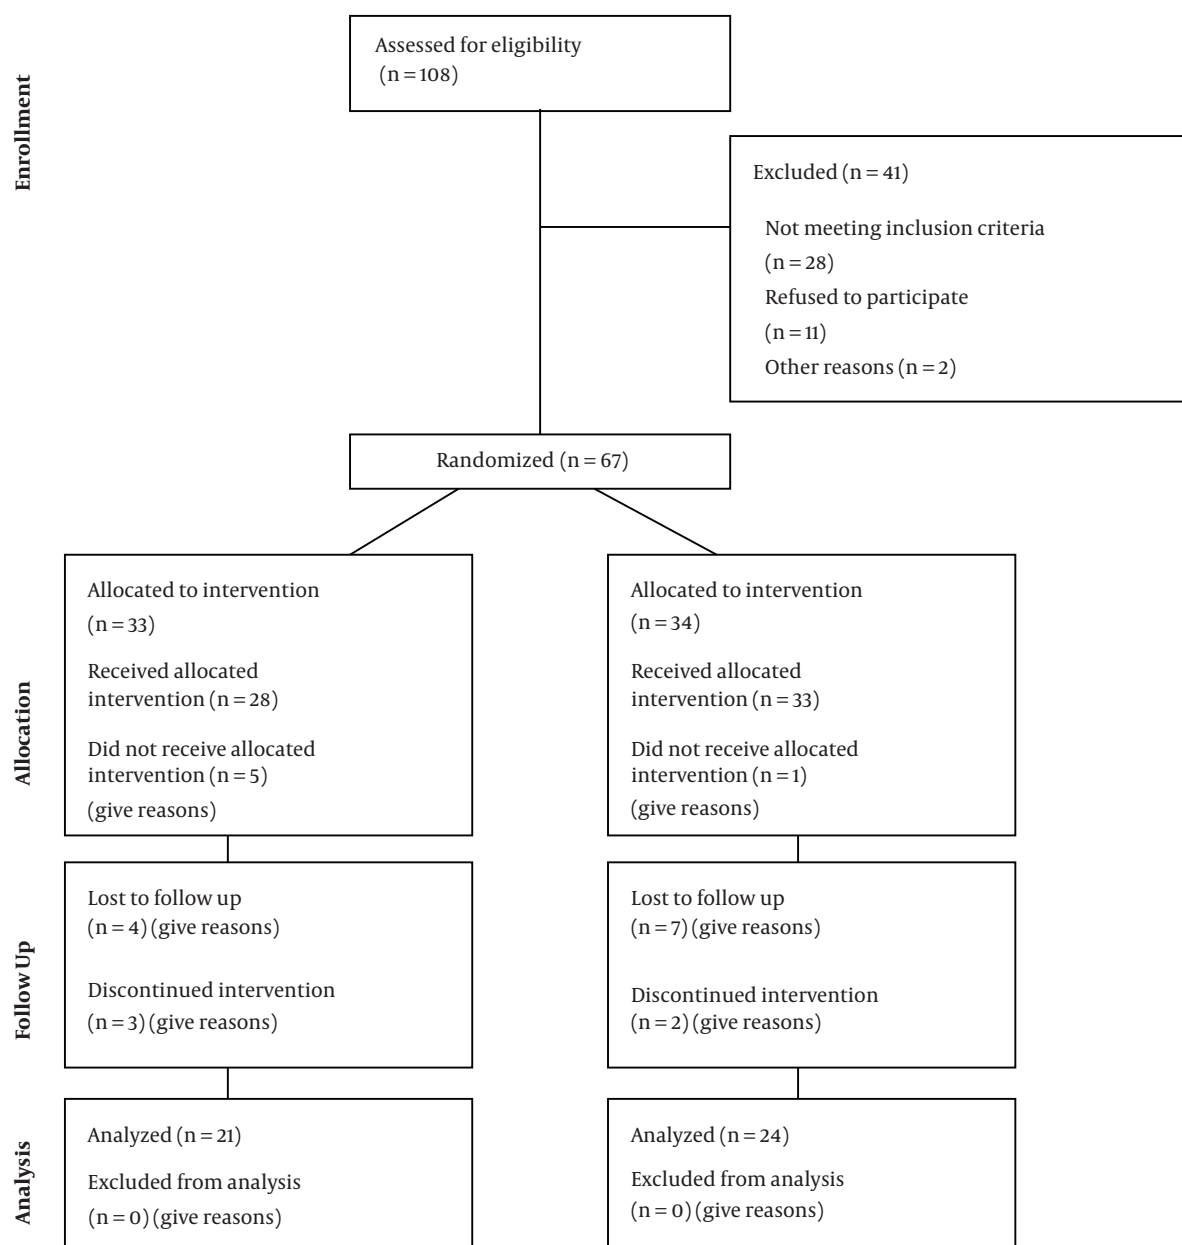 Enrollment
Assessed for eligibility
(n = 108)
Excluded (n = 41)
Not meeting inclusion criteria
(n = 28)
Refused to participate
(n = 11)
Other reasons (n = 2)
Randomized (n = 67)
Allocation
Allocated to intervention
(n = 33)
Received allocated
intervention (n = 28)
Did not receive allocated
intervention (n = 5)
(give reasons)
Allocated to intervention
(n = 34)
Received allocated
intervention (n = 33)
Did not receive allocated
intervention (n = 1)
(give reasons)
Follow Up
Lost to follow up
(n = 4) (give reasons)
Discontinued intervention
(n = 3) (give reasons)
Lost to follow up
(n = 7) (give reasons)
Discontinued intervention
(n = 2) (give reasons)
Analysis
Analyzed (n = 21)
Excluded from analysis
(n = 0) (give reasons)
Analyzed (n = 24)
Excluded from analysis
(n = 0) (give reasons)